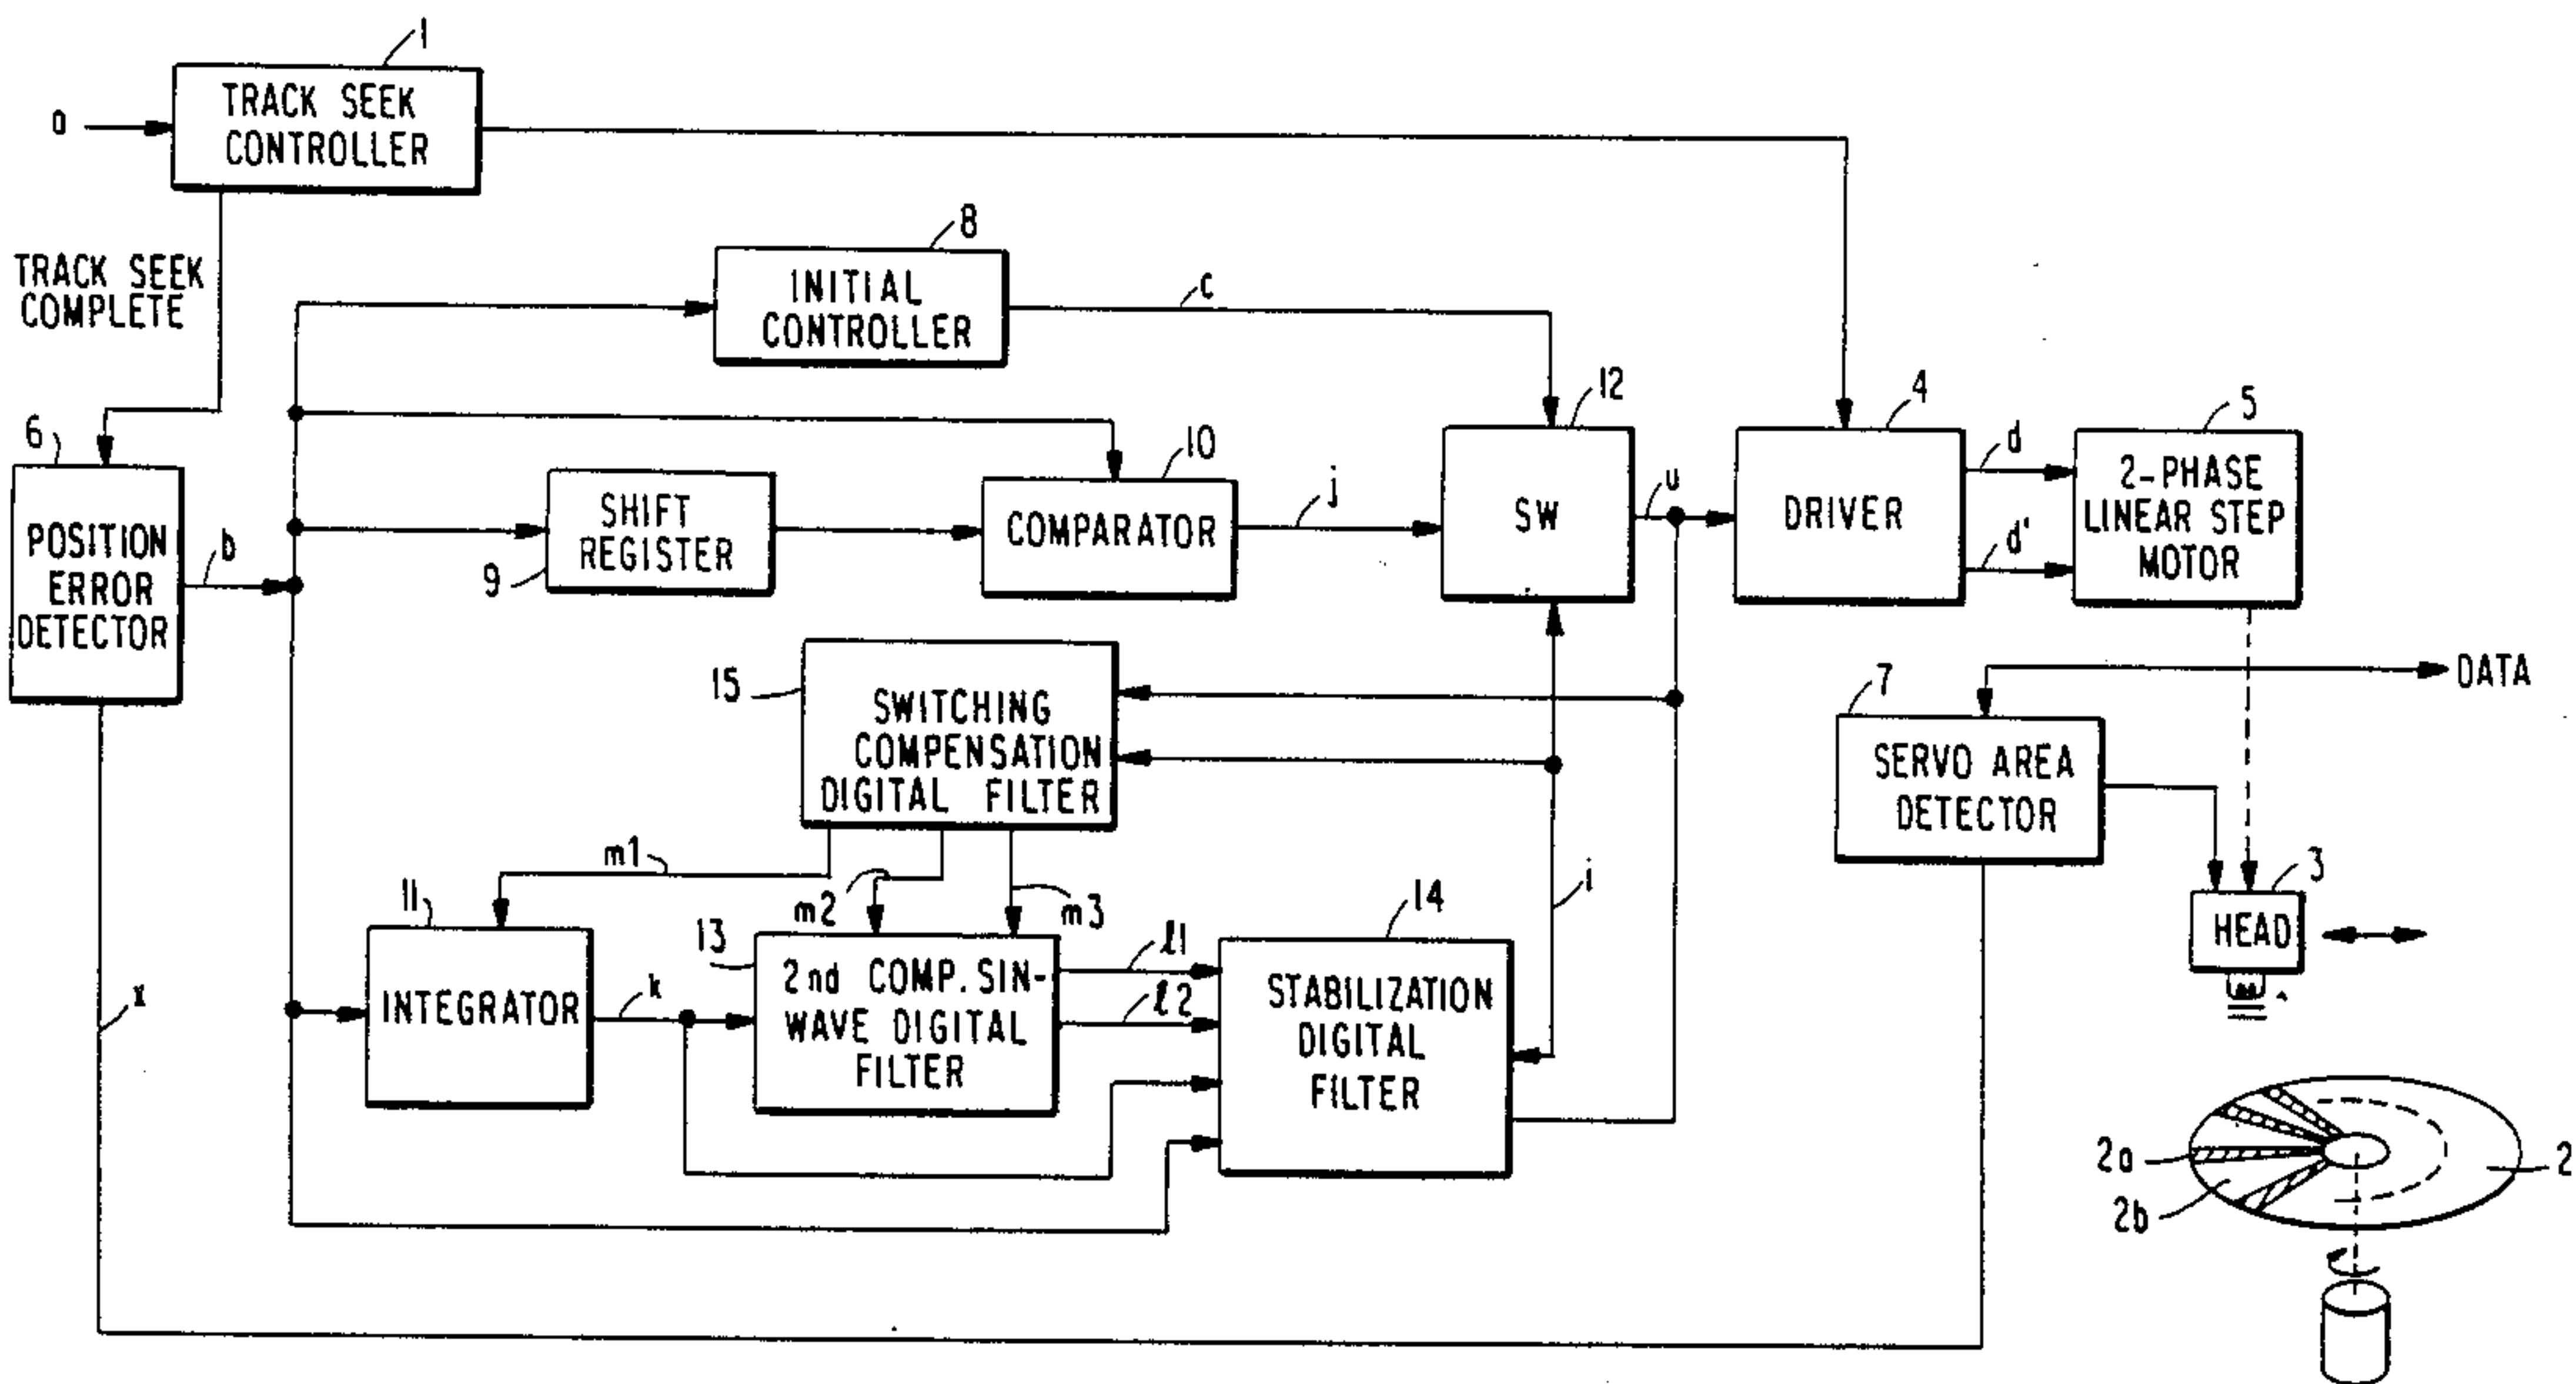 1
a
TRACK SEEK
CONTROLLER
TRACK SEEK
COMPLETE
8
INITIAL
CONTROLLER
c
6
POSITION
ERROR
DETECTOR
b
9
SHIFT
REGISTER
10
COMPARATOR
j
12
SW
u
4
DRIVER
d
d'
5
2-PHASE
LINEAR STEP
MOTOR
15
SWITCHING
COMPENSATION
DIGITAL FILTER
7
SERVO AREA
DETECTOR
DATA
m1
m2
m3
i
3
HEAD
11
INTEGRATOR
k
13
2nd COMP. SIN-
WAVE DIGITAL
FILTER
ℓ1
ℓ2
14
STABILIZATION
DIGITAL
FILTER
x
2a
2b
2